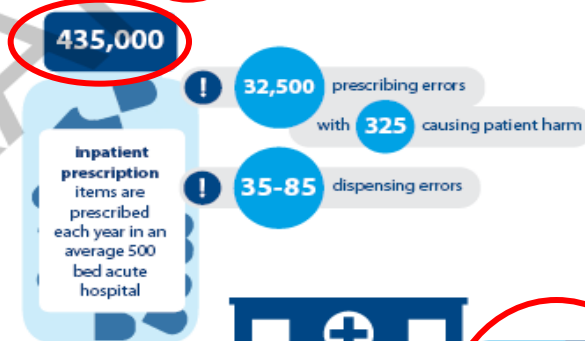 435,000
! 32,500 prescribing errors
with 325 causing patient harm
inpatient
prescription
items are
prescribed
each year in an
average 500
bed acute
hospital
! 35-85 dispensing errors